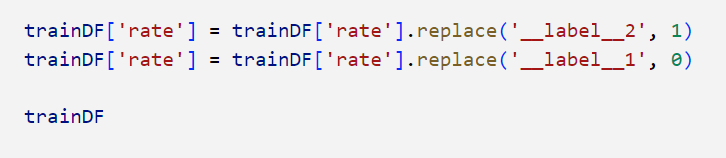 trainDF['rate'] = trainDF['rate'].replace('__label__2', 1)
trainDF['rate'] = trainDF['rate'].replace('__label__1', 0)
trainDF